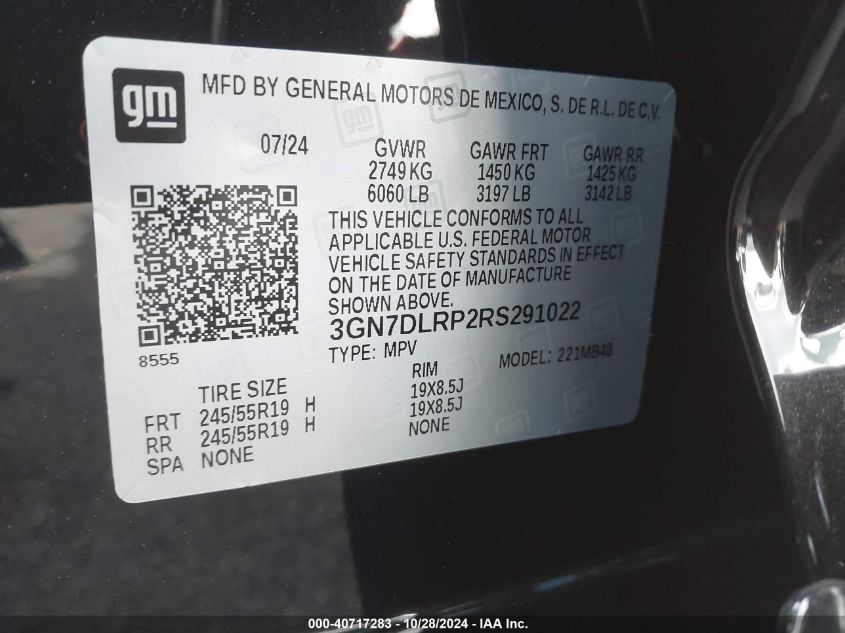 gm
MFD BY GENERAL MOTORS DE MEXICO, S. DE R.L. DE C.V.
07/24 GVWR GAWR FRT GAWR RR
2749 KG 1450 KG 1425 KG
6060 LB 3197 LB 3142 LB
THIS VEHICLE CONFORMS TO ALL
APPLICABLE U.S. FEDERAL MOTOR
VEHICLE SAFETY STANDARDS IN EFFECT
ON THE DATE OF MANUFACTURE
SHOWN ABOVE.
3GN7DLRP2RS291022
8555 TYPE: MPV MODEL: 221MB48
TIRE SIZE RIM
FRT 245/55R19 H 19X8.5J
RR 245/55R19 H 19X8.5J
SPA NONE NONE
000-40717283 - 10/28/2024 - IAA Inc.